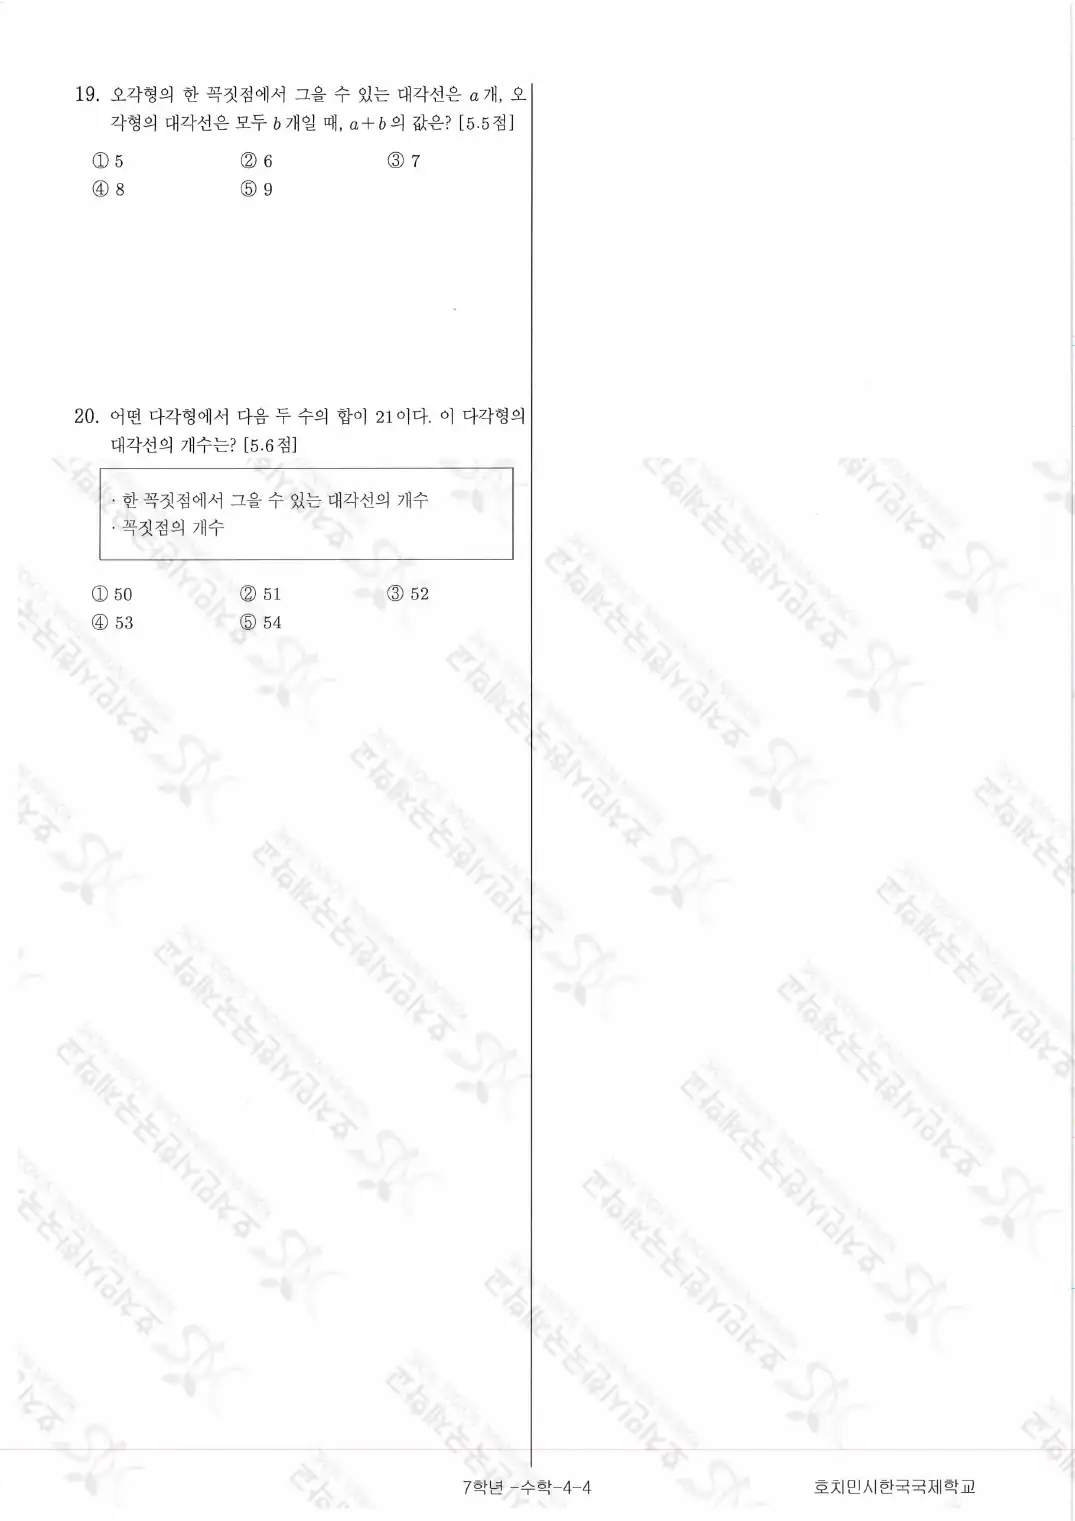 19. 오각형의 한 꼭짓점에서 그을 수 있는 대각선은 a 개, 오
각형의 대각선은 모두 b 개일 때, a+b 의 값은? [5.5점]
① 5 ② 6 ③ 7
④ 8 ⑤ 9
20. 어떤 다각형에서 다음 두 수의 합이 21이다. 이 다각형의
대각선의 개수는? [5.6점]
· 한 꼭짓점에서 그을 수 있는 대각선의 개수
· 꼭짓점의 개수
① 50 ② 51 ③ 52
④ 53 ⑤ 54
7학년 -수학-4-4
호치민시한국국제학교